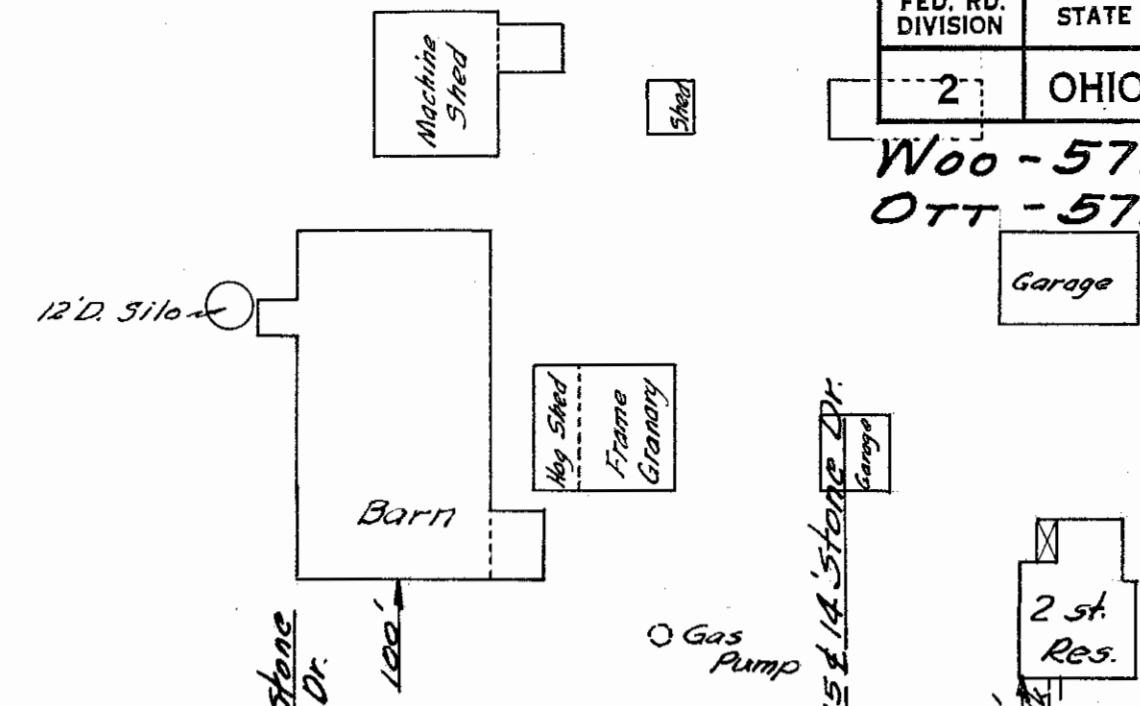 FED. RD.
DIVISION
STATE
2
OHIO
Woo - 57
OTT - 57
Machine
Shed
Shed
Garage
12'D. Silo
Hog Shed
Frame
Granary
Garage
Barn
15 & 14' Stone Dr.
2 st.
Res.
Stone
Dr.
100'
Gas
Pump